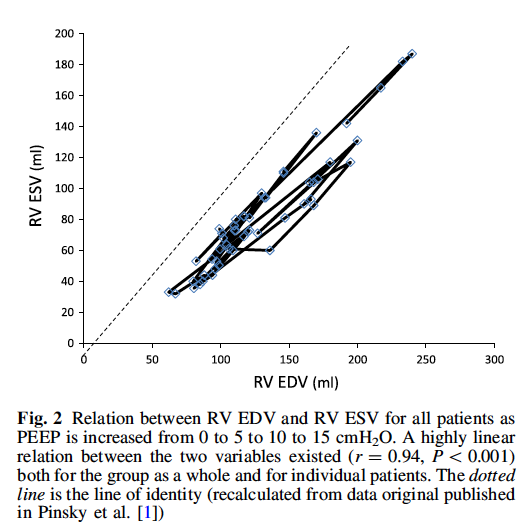 200
180
160
140
120
100
80
60
40
20
0
RV ESV (ml)
0 50 100 150 200 250 300
RV EDV (ml)
Fig. 2 Relation between RV EDV and RV ESV for all patients as
PEEP is increased from 0 to 5 to 10 to 15 cmH₂O. A highly linear
relation between the two variables existed (r = 0.94, P < 0.001)
both for the group as a whole and for individual patients. The dotted
line is the line of identity (recalculated from data original published
in Pinsky et al. [1])